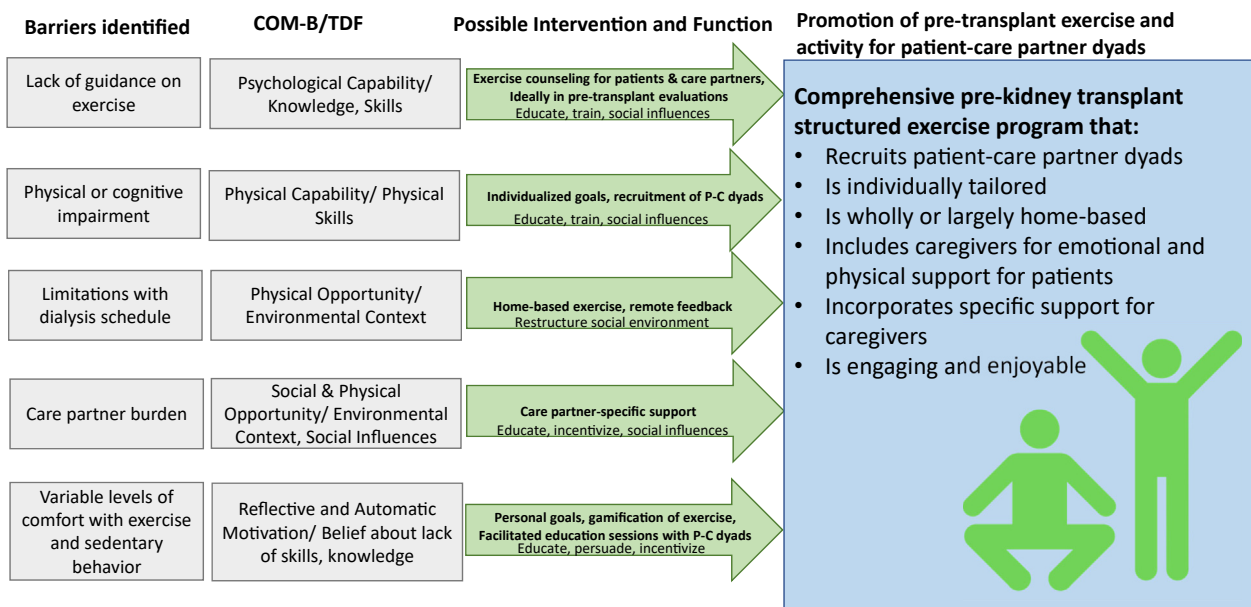 Barriers identified
COM-B/TDF
Possible Intervention and Function
Promotion of pre-transplant exercise and
activity for patient-care partner dyads
Lack of guidance on
exercise
Psychological Capability/
Knowledge, Skills
Exercise counseling for patients & care partners,
Ideally in pre-transplant evaluations
Educate, train, social influences
Physical or cognitive
impairment
Physical Capability/ Physical
Skills
Individualized goals, recruitment of P-C dyads
Educate, train, social influences
Limitations with
dialysis schedule
Physical Opportunity/
Environmental Context
Home-based exercise, remote feedback
Restructure social environment
Care partner burden
Social & Physical
Opportunity/ Environmental
Context, Social Influences
Care partner-specific support
Educate, incentivize, social influences
Variable levels of
comfort with exercise
and sedentary
behavior
Reflective and Automatic
Motivation/ Belief about lack
of skills, knowledge
Personal goals, gamification of exercise,
Facilitated education sessions with P-C dyads
Educate, persuade, incentivize
Comprehensive pre-kidney transplant
structured exercise program that:
• Recruits patient-care partner dyads
• Is individually tailored
• Is wholly or largely home-based
• Includes caregivers for emotional and
physical support for patients
• Incorporates specific support for
caregivers
• Is engaging and enjoyable